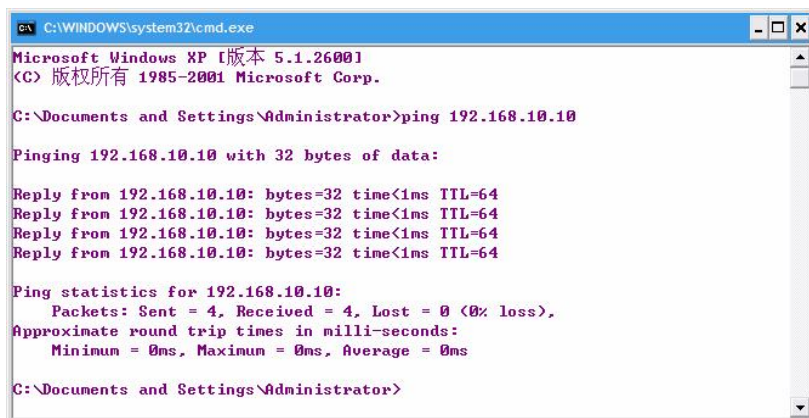 C:\WINDOWS\system32\cmd.exe
Microsoft Windows XP [版本 5.1.2600]
(C) 版权所有 1985-2001 Microsoft Corp.
C:\Documents and Settings\Administrator>ping 192.168.10.10
Pinging 192.168.10.10 with 32 bytes of data:
Reply from 192.168.10.10: bytes=32 time<1ms TTL=64
Reply from 192.168.10.10: bytes=32 time<1ms TTL=64
Reply from 192.168.10.10: bytes=32 time<1ms TTL=64
Reply from 192.168.10.10: bytes=32 time<1ms TTL=64
Ping statistics for 192.168.10.10:
Packets: Sent = 4, Received = 4, Lost = 0 (0% loss),
Approximate round trip times in milli-seconds:
Minimum = 0ms, Maximum = 0ms, Average = 0ms
C:\Documents and Settings\Administrator>